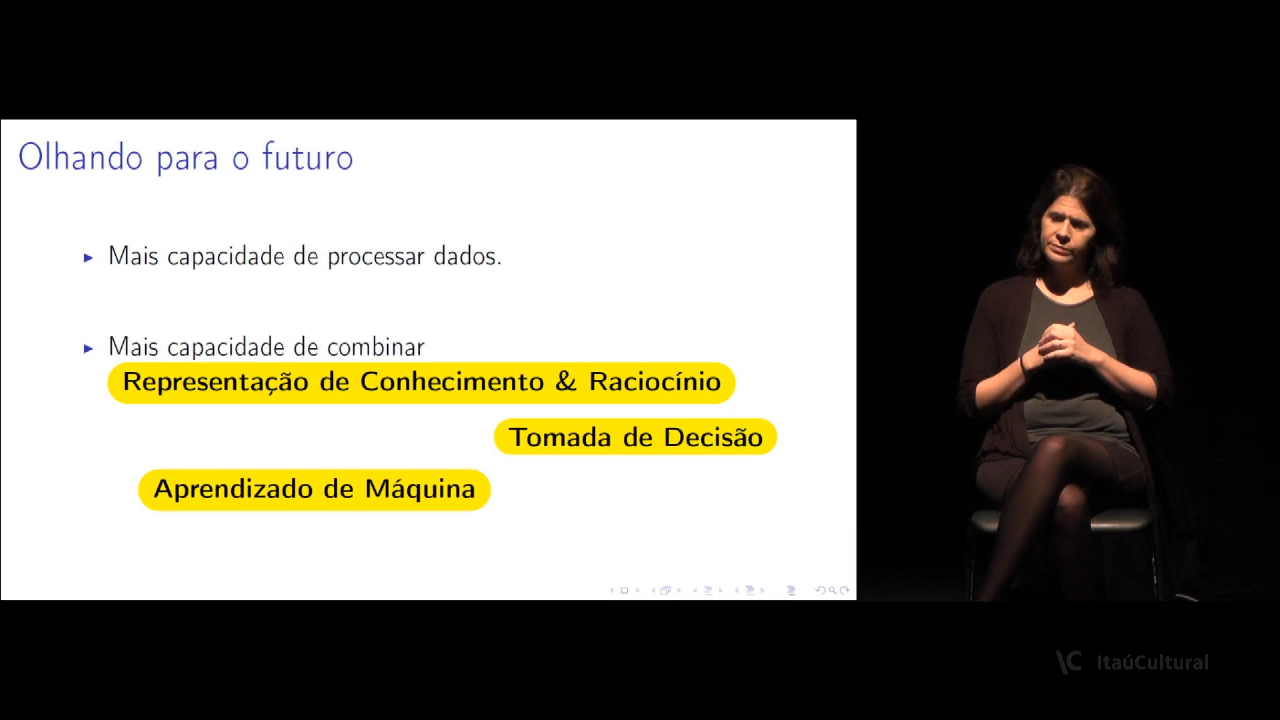 Olhando para o futuro
Mais capacidade de processar dados.
Mais capacidade de combinar
Representação de Conhecimento & Raciocínio
Tomada de Decisão
Aprendizado de Máquina
ItaúCultural